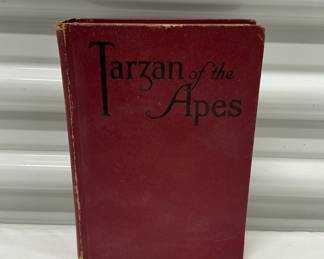 Tarzan of the
Apes